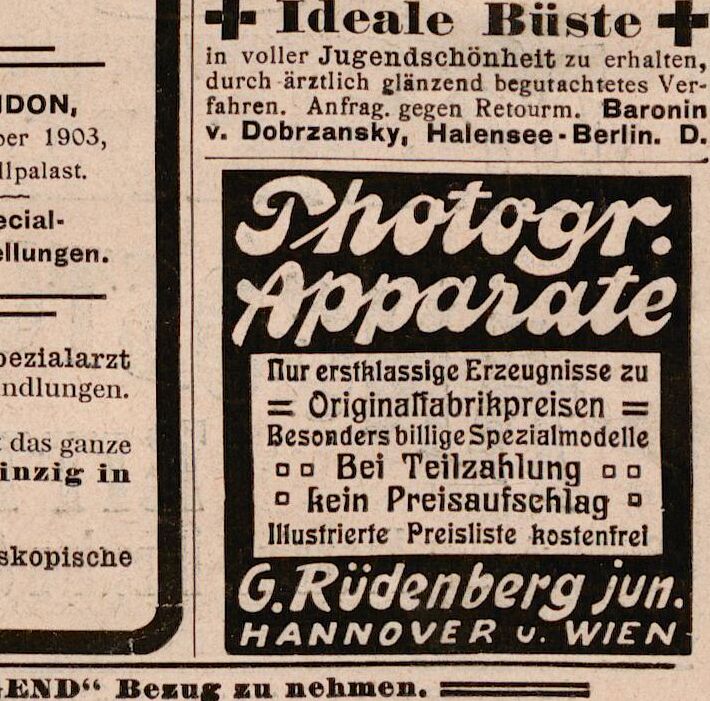 NDON,
ber 1903,
llpalast.
ecial-
ellungen.
pezialarzt
ndlungen.
das ganze
inzig in
skopische
Ideale Büste
in voller Jugendschönheit zu erhalten,
durch ärztlich glänzend begutachtetes Ver-
fahren. Anfrag. gegen Retourm. Baronin
v. Dobrzansky, Halensee-Berlin. D.
Photogr.
Apparate
Nur erstklassige Erzeugnisse zu
= Originalfabrikpreisen =
Besonders billige Spezialmodelle
Bei Teilzahlung
kein Preisaufschlag
Illustrierte Preisliste kostenfrei
G. Rüdenberg jun.
HANNOVER u. WIEN
GEND“ Bezug zu nehmen.